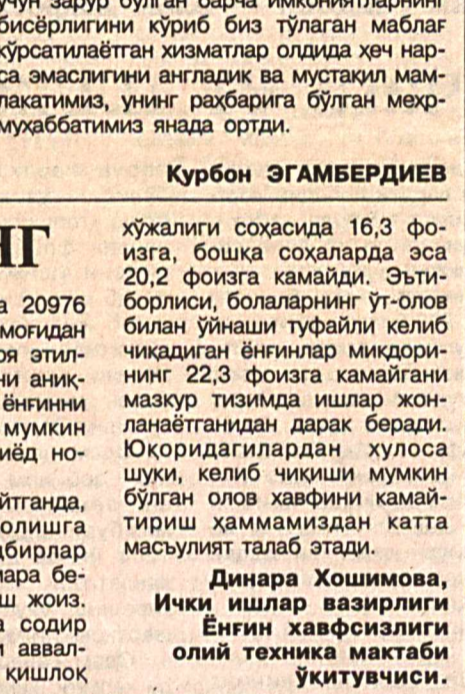 учун зарур бўлган барча имкониятларнинг
бисёрлигини кўриб биз тўлаган маблағ
кўрсатилаётган хизматлар олдида ҳеч нар-
са эмаслигини англадик ва мустақил мам-
лакатимиз, унинг раҳбарига бўлган меҳр-
муҳаббатимиз янада ортди.
Қурбон ЭГАМБЕРДИЕВ
НГ
а 20976
моғидан
оя этил-
ни аниқ-
ёнғинни
мумкин
иёд но-
йтганда,
олишга
дбирлар
мара бе-
ш жоиз.
а содир
и аввал-
қишлоқ
хўжалиги соҳасида 16,3 фо-
изга, бошқа соҳаларда эса
20,2 фоизга камайди. Эъти-
борлиси, болаларнинг ўт-олов
билан ўйнаши туфайли келиб
чиқадиган ёнғинлар миқдори-
нинг 22,3 фоизга камайгани
мазкур тизимда ишлар жон-
ланаётганидан дарак беради.
Юқоридагилардан хулоса
шуки, келиб чиқиши мумкин
бўлган олов хавфини камай-
тириш ҳаммамиздан катта
масъулият талаб этади.
Динара Хошимова,
Ички ишлар вазирлиги
Ёнғин хавфсизлиги
олий техника мактаби
ўқитувчиси.